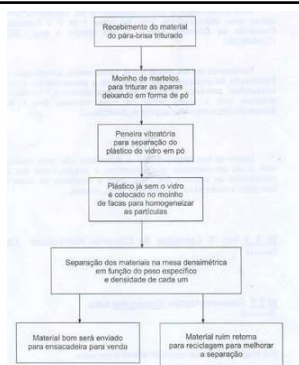 Recebimento do material
do pára-brisa triturado
Moinho de martelos
para triturar as aparas
deixando em forma de pó
Peneira vibratória
para separação do
plástico do vidro em pó
Plástico já sem o vidro
é colocado no moinho
de facas para homogeneizar
as partículas
Separação dos materiais na mesa densimétrica
em função do peso específico
e densidade de cada um
Material bom será enviado
para ensacadeira para venda
Material ruim retorna
para reciclagem para melhorar
a separação